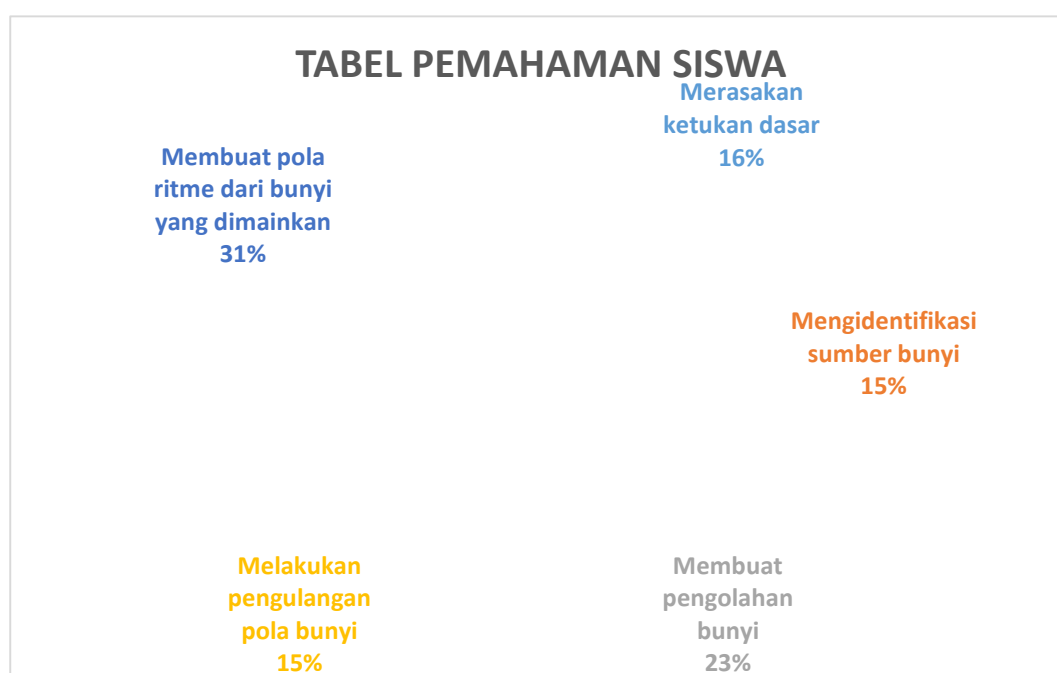 TABEL PEMAHAMAN SISWA
Merasakan
ketukan dasar
16%
Membuat pola
ritme dari bunyi
yang dimainkan
31%
Mengidentifikasi
sumber bunyi
15%
Melakukan
pengulangan
pola bunyi
15%
Membuat
pengolahan
bunyi
23%